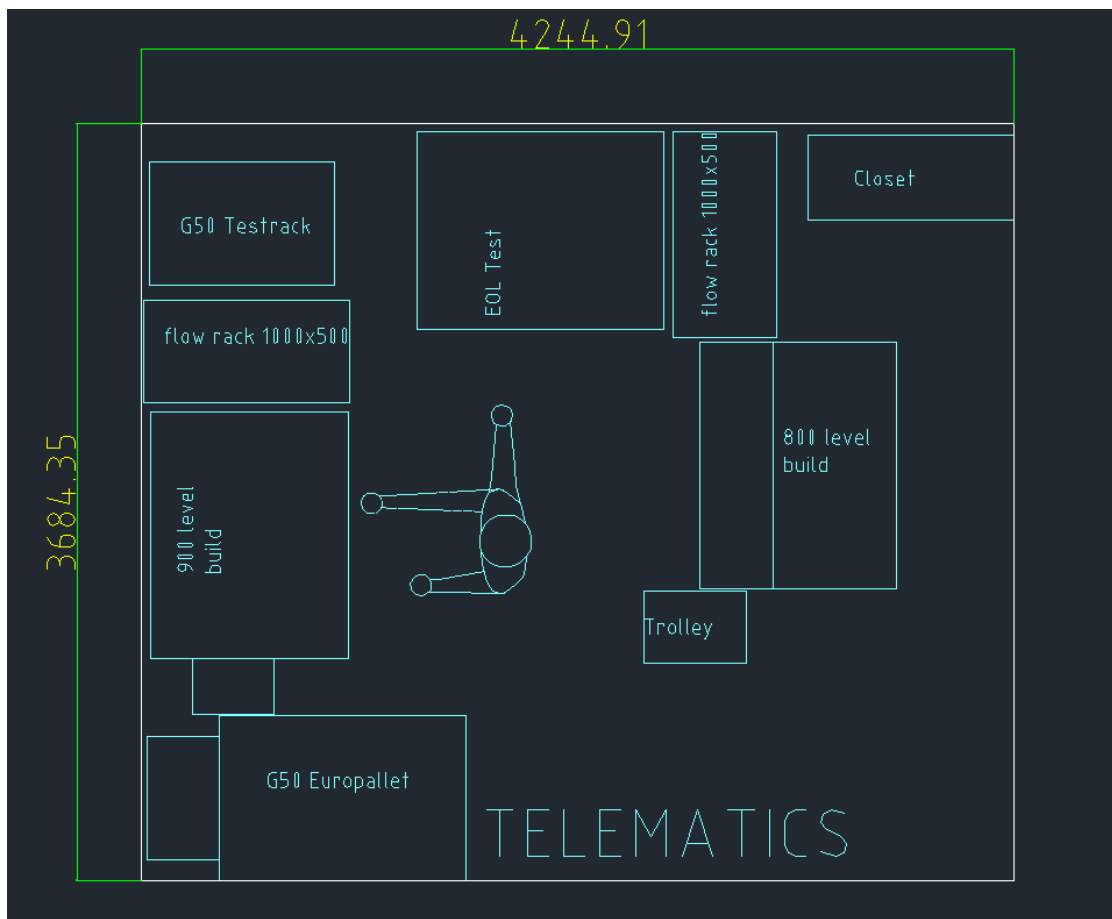 4244.91
3684.35
G50 Testrack
flow rack 1000x500
900 level
build
EOL Test
flow rack 1000x500
Closet
800 level
build
Trolley
G50 Europallet
TELEMATICS